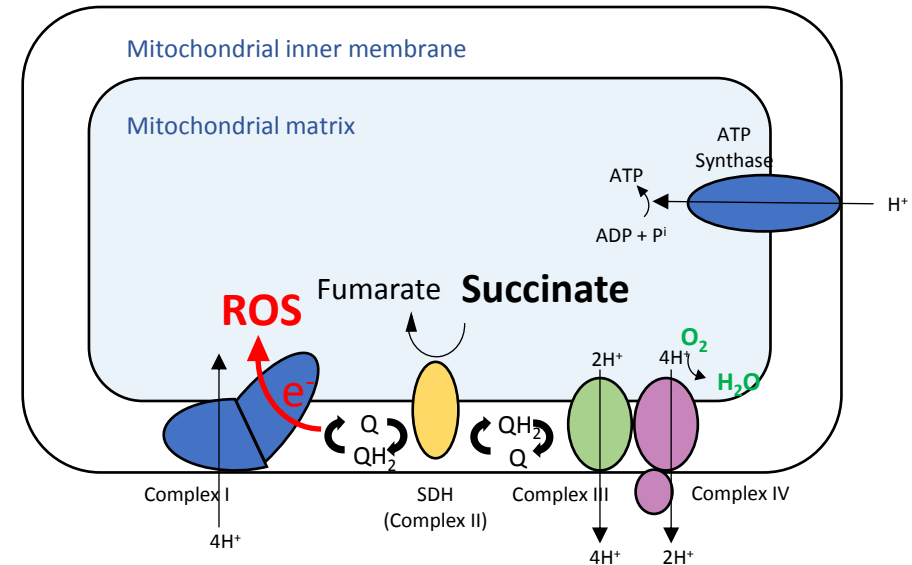 Mitochondrial inner membrane
Mitochondrial matrix
ATP
Synthase
ATP
H⁺
ADP + Pⁱ
Fumarate
Succinate
ROS
O₂
2H⁺
4H⁺
H₂O
e⁻
Q
QH₂
QH₂
Q
Complex I
SDH
(Complex II)
Complex III
Complex IV
4H⁺
4H⁺
2H⁺